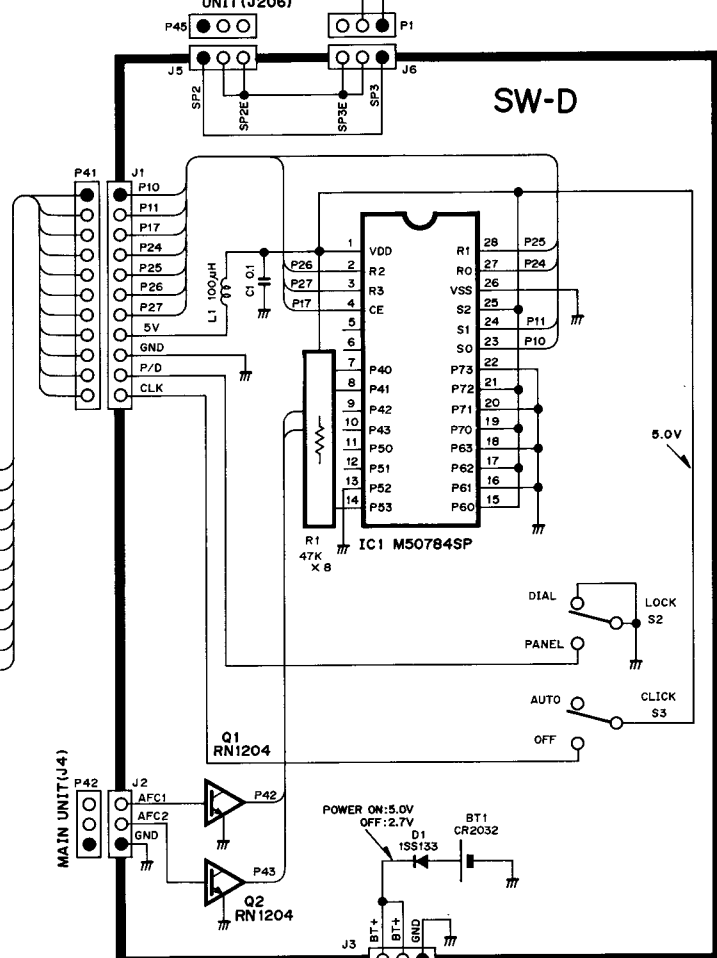 UNIT(J206)
P45
P1
J5
J6
SP2
SP2E
SP3E
SP3
SW-D
P41
J1
P10
P11
P17
P24
P25
P26
P27
5V
GND
P/D
CLK
L1 100μH
C1 0.1
P26
P27
P17
1
2
3
4
5
6
7
8
9
10
11
12
13
14
VDD
R2
R3
CE
P40
P41
P42
P43
P50
P51
P52
P53
R1
R0
VSS
S2
S1
S0
P73
P72
P71
P70
P63
P62
P61
P60
28
27
26
25
24
23
22
21
20
19
18
17
16
15
P25
P24
P11
P10
5.0V
R1
47K
×8
IC1 M50784SP
DIAL
LOCK
S2
PANEL
AUTO
CLICK
S3
OFF
MAIN UNIT(J4)
P42
J2
AFC1
AFC2
GND
Q1
RN1204
P42
P43
Q2
RN1204
POWER ON:5.0V
OFF:2.7V
D1
1SS133
BT1
CR2032
J3
BT+
BT+
GND